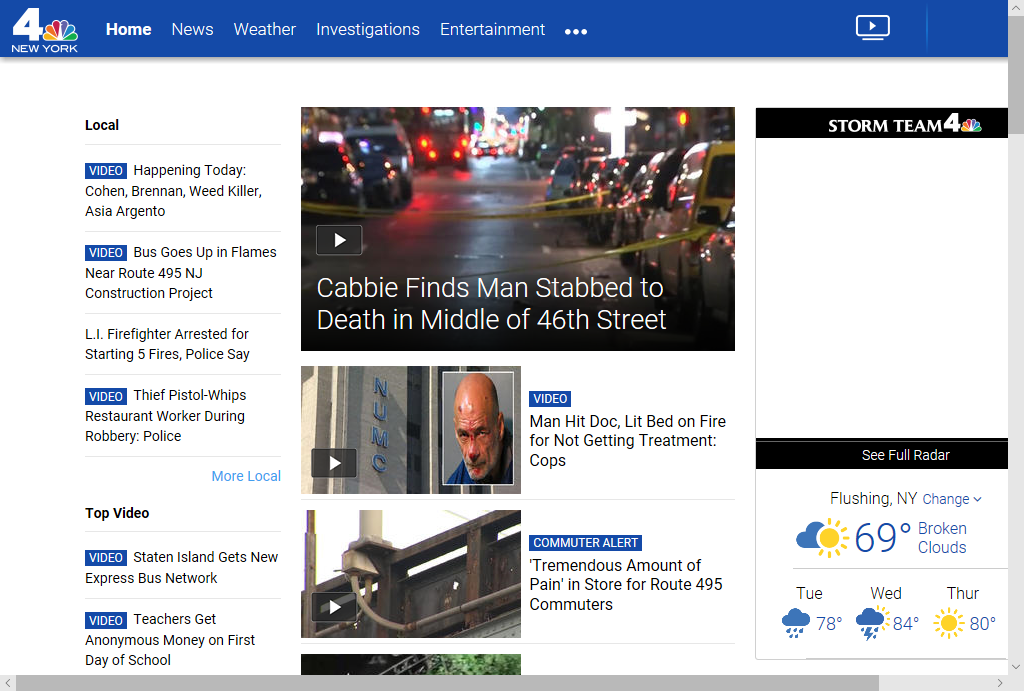 4
NEW YORK
Home News Weather Investigations Entertainment •••
Local
VIDEO Happening Today:
Cohen, Brennan, Weed Killer,
Asia Argento
VIDEO Bus Goes Up in Flames
Near Route 495 NJ
Construction Project
L.I. Firefighter Arrested for
Starting 5 Fires, Police Say
VIDEO Thief Pistol-Whips
Restaurant Worker During
Robbery: Police
More Local
Top Video
VIDEO Staten Island Gets New
Express Bus Network
VIDEO Teachers Get
Anonymous Money on First
Day of School
Cabbie Finds Man Stabbed to
Death in Middle of 46th Street
NUMC
VIDEO
Man Hit Doc, Lit Bed on Fire
for Not Getting Treatment:
Cops
COMMUTER ALERT
'Tremendous Amount of
Pain' in Store for Route 495
Commuters
STORM TEAM 4
See Full Radar
Flushing, NY Change
69° Broken
Clouds
Tue Wed Thur
78° 84° 80°